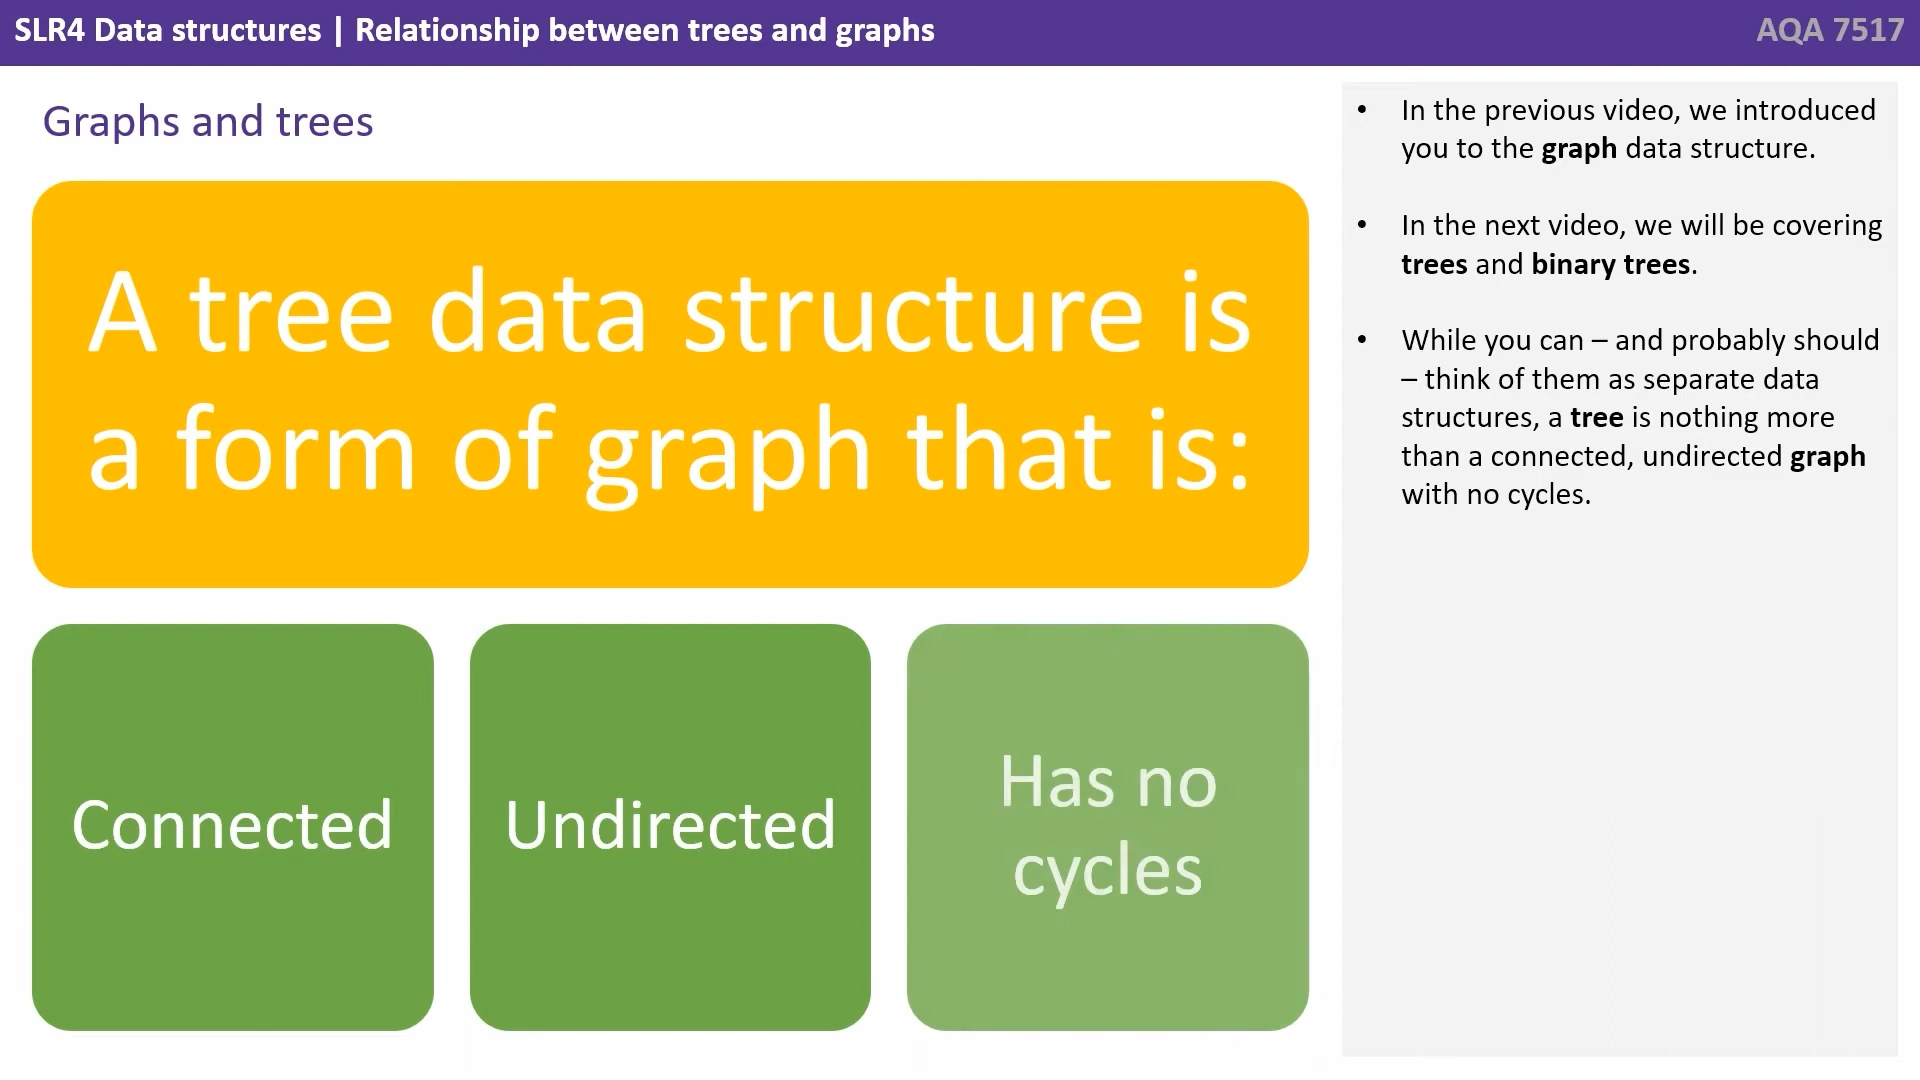 SLR4 Data structures | Relationship between trees and graphs
AQA 7517
Graphs and trees
A tree data structure is
a form of graph that is:
Connected
Undirected
Has no
cycles
• In the previous video, we introduced
you to the graph data structure.
• In the next video, we will be covering
trees and binary trees.
• While you can – and probably should
– think of them as separate data
structures, a tree is nothing more
than a connected, undirected graph
with no cycles.